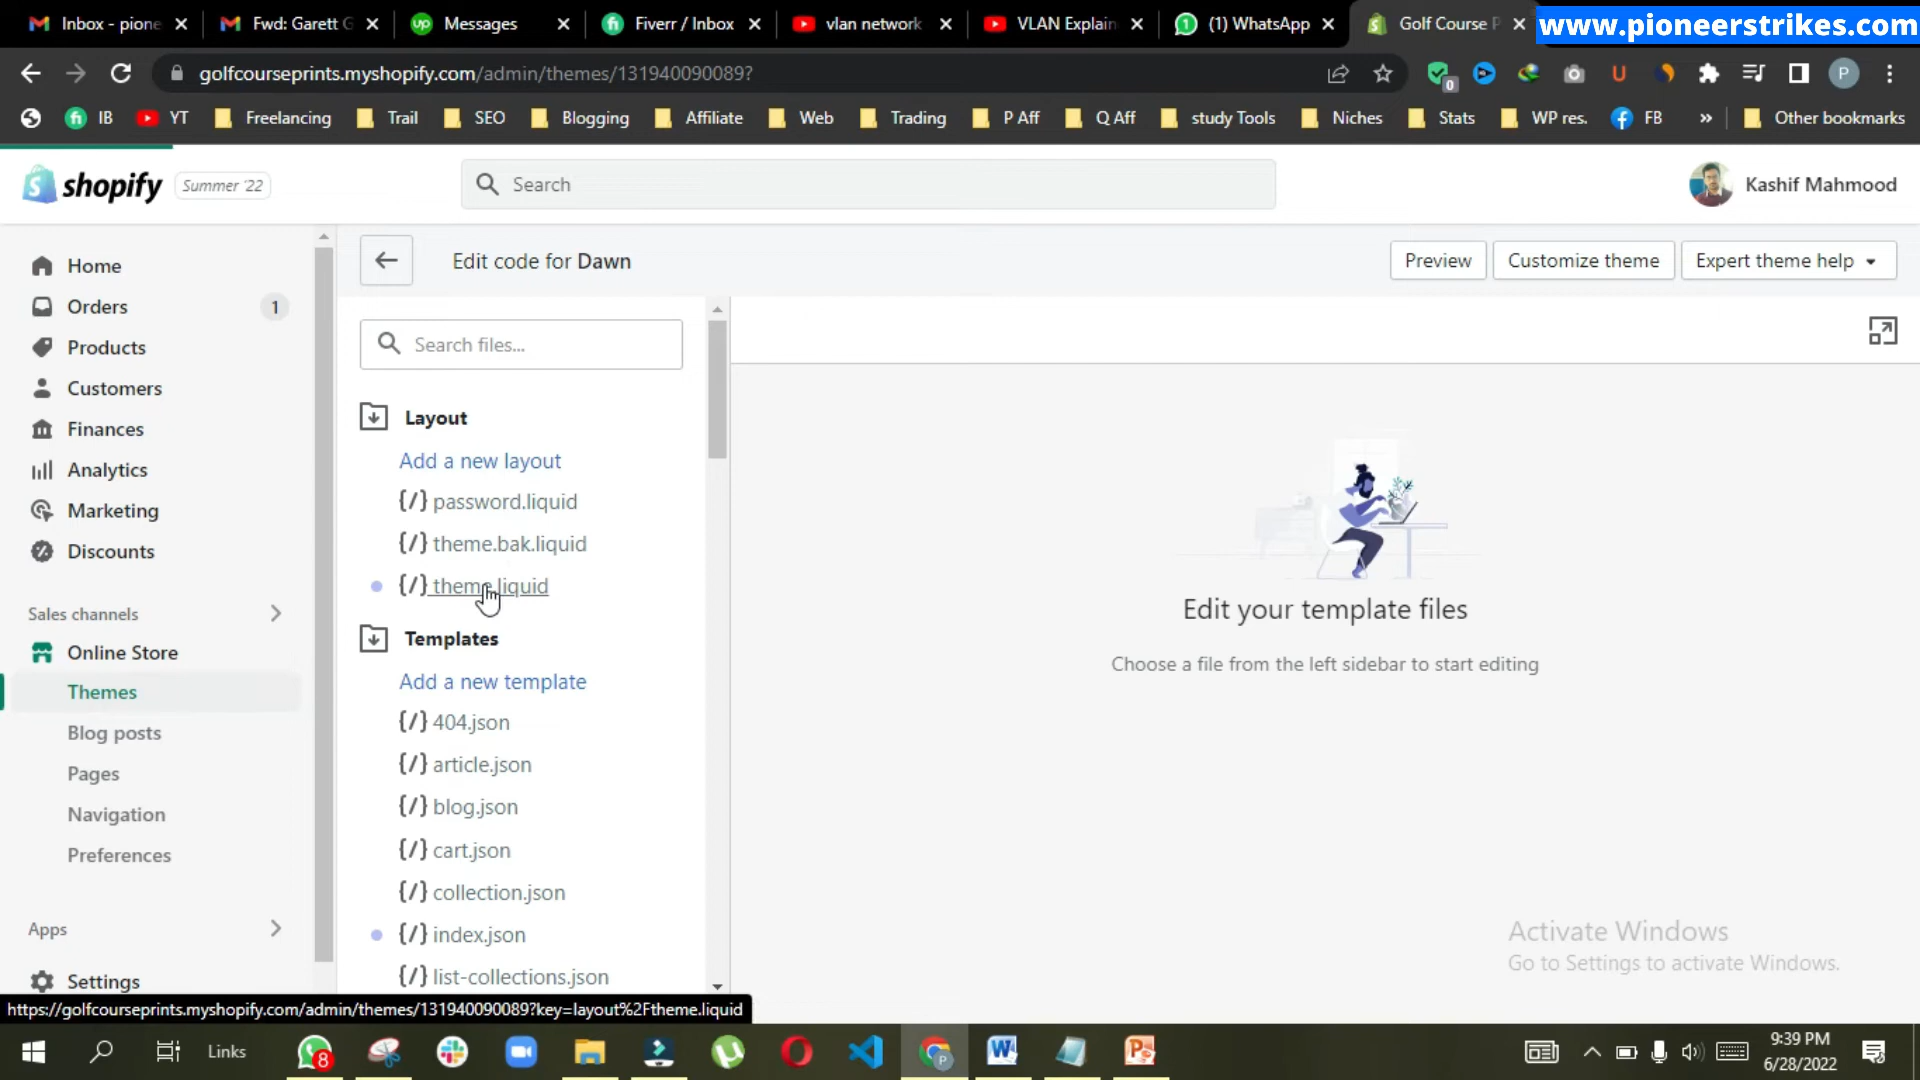 Inbox - pione
Fwd: Garett G
Messages
Fiverr / Inbox
vlan network
VLAN Explain
(1) WhatsApp
Golf Course P
www.pioneerstrikes.com
golfcourseprints.myshopify.com/admin/themes/131940090089?
0
U
P
IB
YT
Freelancing
Trail
SEO
Blogging
Affiliate
Web
Trading
P Aff
Q Aff
study Tools
Niches
Stats
WP res.
FB
»
Other bookmarks
shopify
Summer '22
Search
Kashif Mahmood
Home
Orders
1
Products
Customers
Finances
Analytics
Marketing
Discounts
Sales channels
Online Store
Themes
Blog posts
Pages
Navigation
Preferences
Apps
Settings
Edit code for Dawn
Preview
Customize theme
Expert theme help
Search files...
Layout
Add a new layout
{/} password.liquid
{/} theme.bak.liquid
{/} theme.liquid
Templates
Add a new template
{/} 404.json
{/} article.json
{/} blog.json
{/} cart.json
{/} collection.json
{/} index.json
{/} list-collections.json
Edit your template files
Choose a file from the left sidebar to start editing
Activate Windows
Go to Settings to activate Windows.
https://golfcourseprints.myshopify.com/admin/themes/131940090089?key=layout%2Ftheme.liquid
Links
8
9:39 PM
6/28/2022